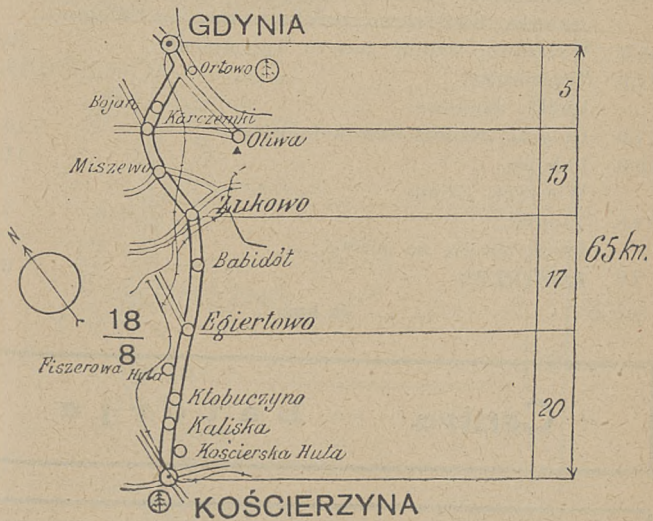 GDYNIA
Orłowo
5
Bojan
Karczemki
Oliwa
Miszewo
13
Żukowo
N
65 km.
Babidół
17
18
8
Egiertowo
Fiszerowa Huta
Kłobuczyno
20
Kaliska
Kościerska Huta
KOŚCIERZYNA